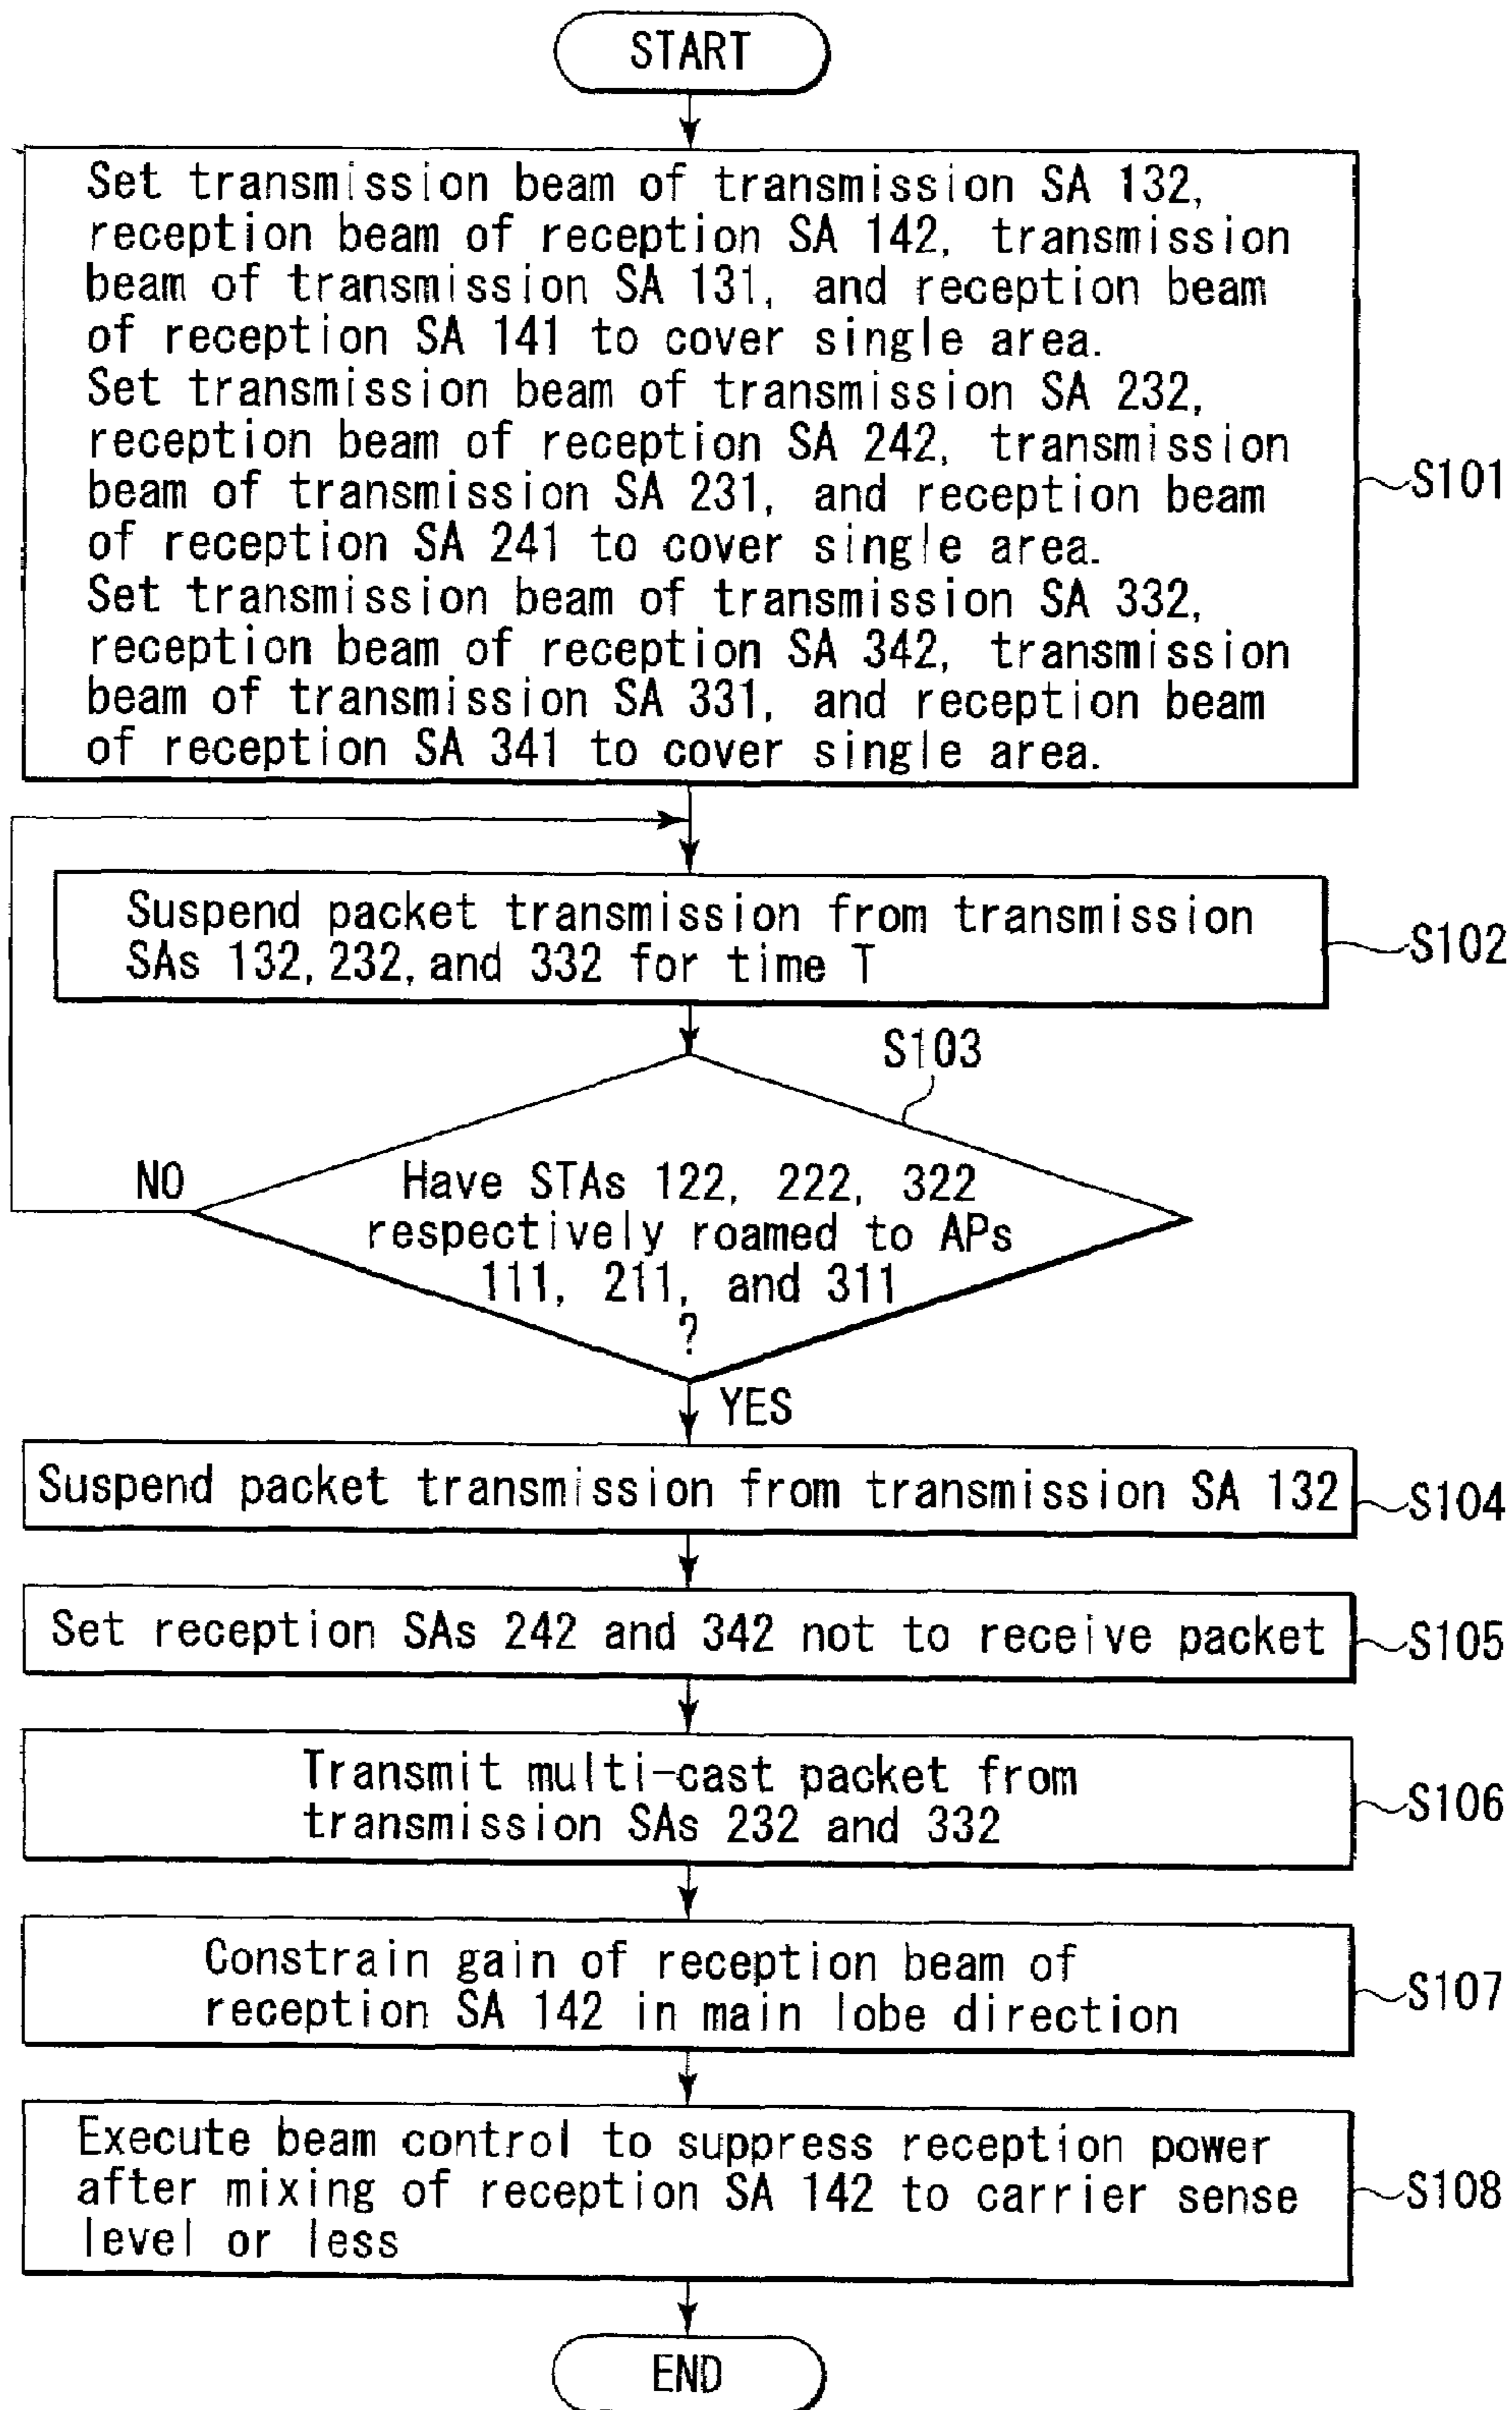 START
Set transmission beam of transmission SA 132,
reception beam of reception SA 142, transmission
beam of transmission SA 131, and reception beam
of reception SA 141 to cover single area.
Set transmission beam of transmission SA 232,
reception beam of reception SA 242, transmission
beam of transmission SA 231, and reception beam
of reception SA 241 to cover single area.
Set transmission beam of transmission SA 332,
reception beam of reception SA 342, transmission
beam of transmission SA 331, and reception beam
of reception SA 341 to cover single area.
S101
Suspend packet transmission from transmission
SAs 132, 232, and 332 for time T
S102
S103
NO
Have STAs 122, 222, 322
respectively roamed to APs
111, 211, and 311
?
YES
Suspend packet transmission from transmission SA 132
S104
Set reception SAs 242 and 342 not to receive packet
S105
Transmit multi-cast packet from
transmission SAs 232 and 332
S106
Constrain gain of reception beam of
reception SA 142 in main lobe direction
S107
Execute beam control to suppress reception power
after mixing of reception SA 142 to carrier sense
level or less
S108
END